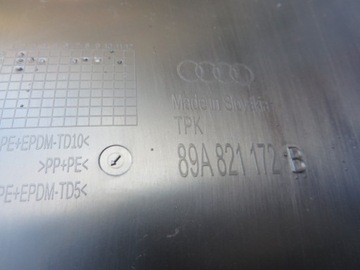 Made in Slovakia
TPK
PE+EPDM-TD10<
>PP+PE<
PE+EPDM-TD5<
89A 821 172 B